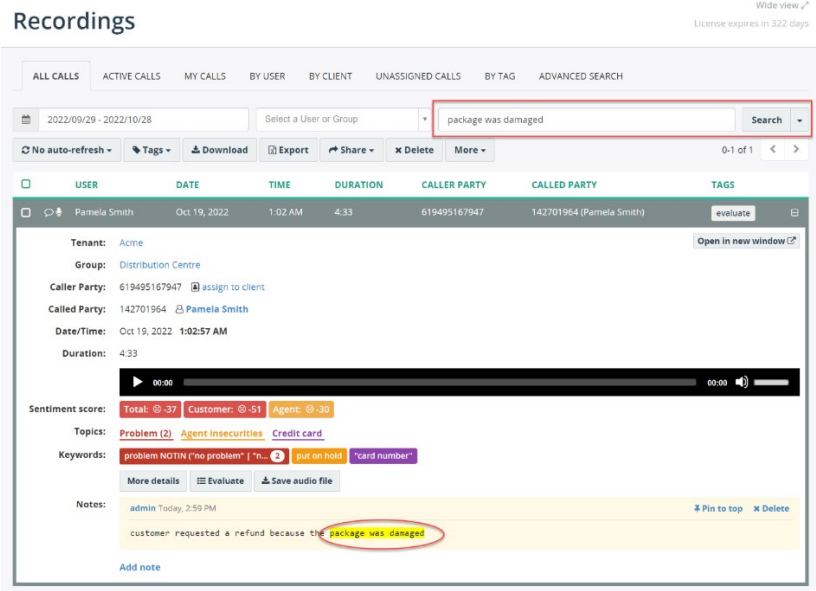 Wide view
Recordings
License expires in 322 days
ALL CALLS ACTIVE CALLS MY CALLS BY USER BY CLIENT UNASSIGNED CALLS BY TAG ADVANCED SEARCH
2022/09/29 - 2022/10/28 Select a User or Group package was damaged Search
No auto-refresh Tags Download Export Share Delete More 0-1 of 1
USER DATE TIME DURATION CALLER PARTY CALLED PARTY TAGS
Pamela Smith Oct 19, 2022 1:02 AM 4:33 619495167947 142701964 (Pamela Smith) evaluate
Tenant: Acme Open in new window
Group: Distribution Centre
Caller Party: 619495167947 assign to client
Called Party: 142701964 Pamela Smith
Date/Time: Oct 19, 2022 1:02:57 AM
Duration: 4:33
00:00 00:00
Sentiment score: Total: -37 Customer: -51 Agent: -30
Topics: Problem (2) Agent Insecurities Credit card
Keywords: problem NOTIN ("no problem" | "n... 2 put on hold "card number"
More details Evaluate Save audio file
Notes: admin Today, 2:59 PM Pin to top Delete
customer requested a refund because the package was damaged
Add note